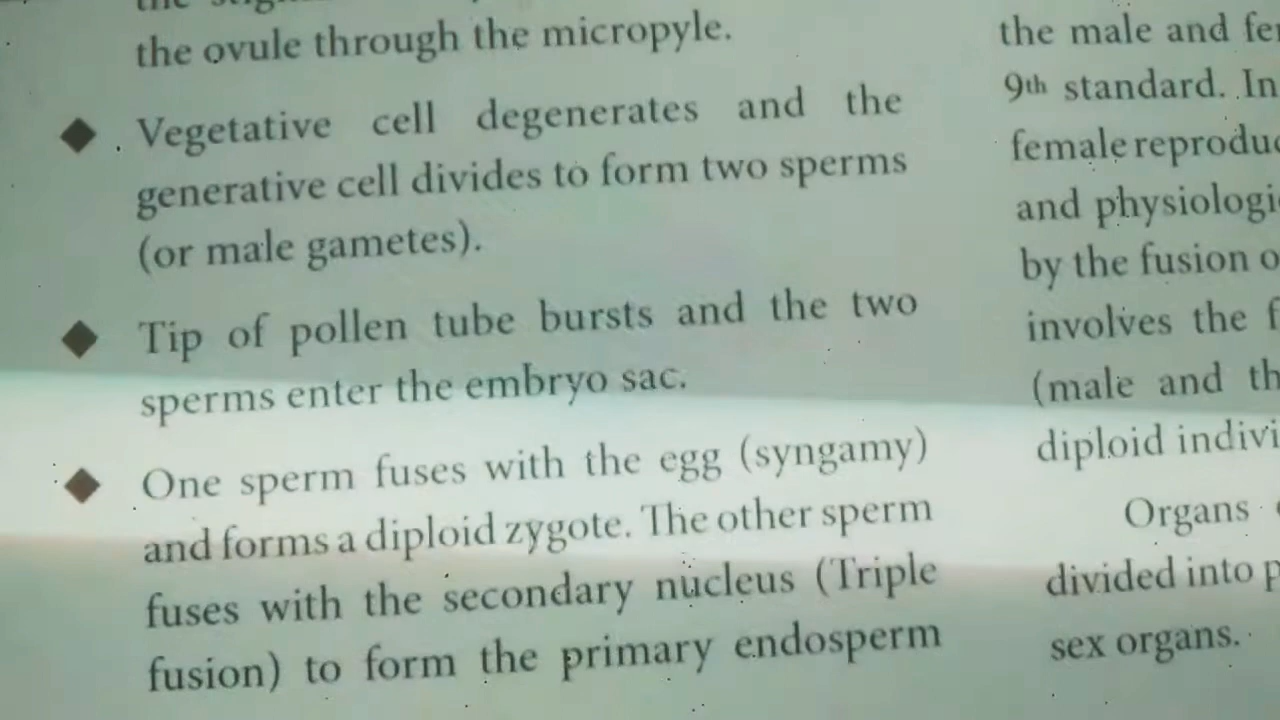 the ovule through the micropyle.
◆ Vegetative cell degenerates and the
generative cell divides to form two sperms
(or male gametes).
◆ Tip of pollen tube bursts and the two
sperms enter the embryo sac.
◆ One sperm fuses with the egg (syngamy)
and forms a diploid zygote. The other sperm
fuses with the secondary nucleus (Triple
fusion) to form the primary endosperm
the male and
9th standard. In
female
and
by the fusion
involves the
(male and
diploid
Organs
divided into
sex organs.